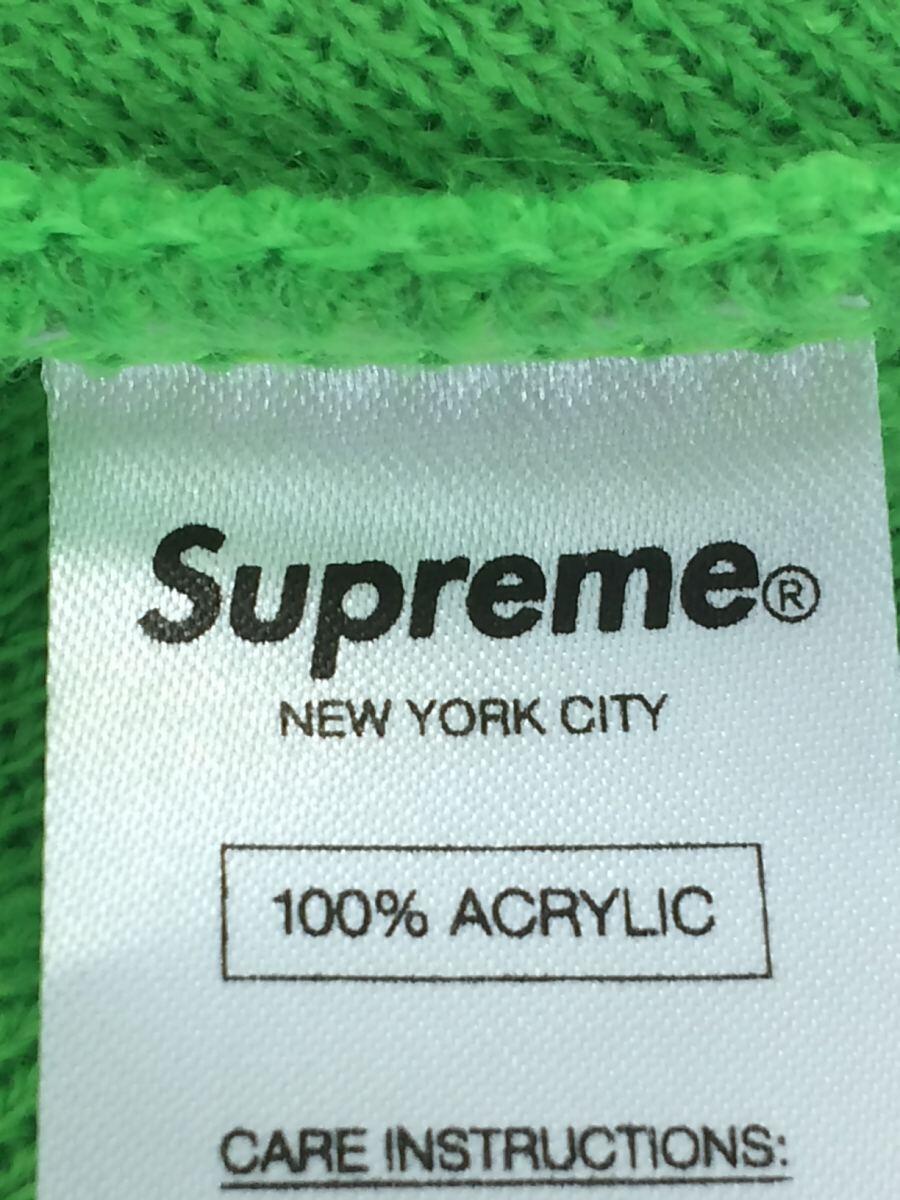 Supreme®
NEW YORK CITY
100% ACRYLIC
CARE INSTRUCTIONS: